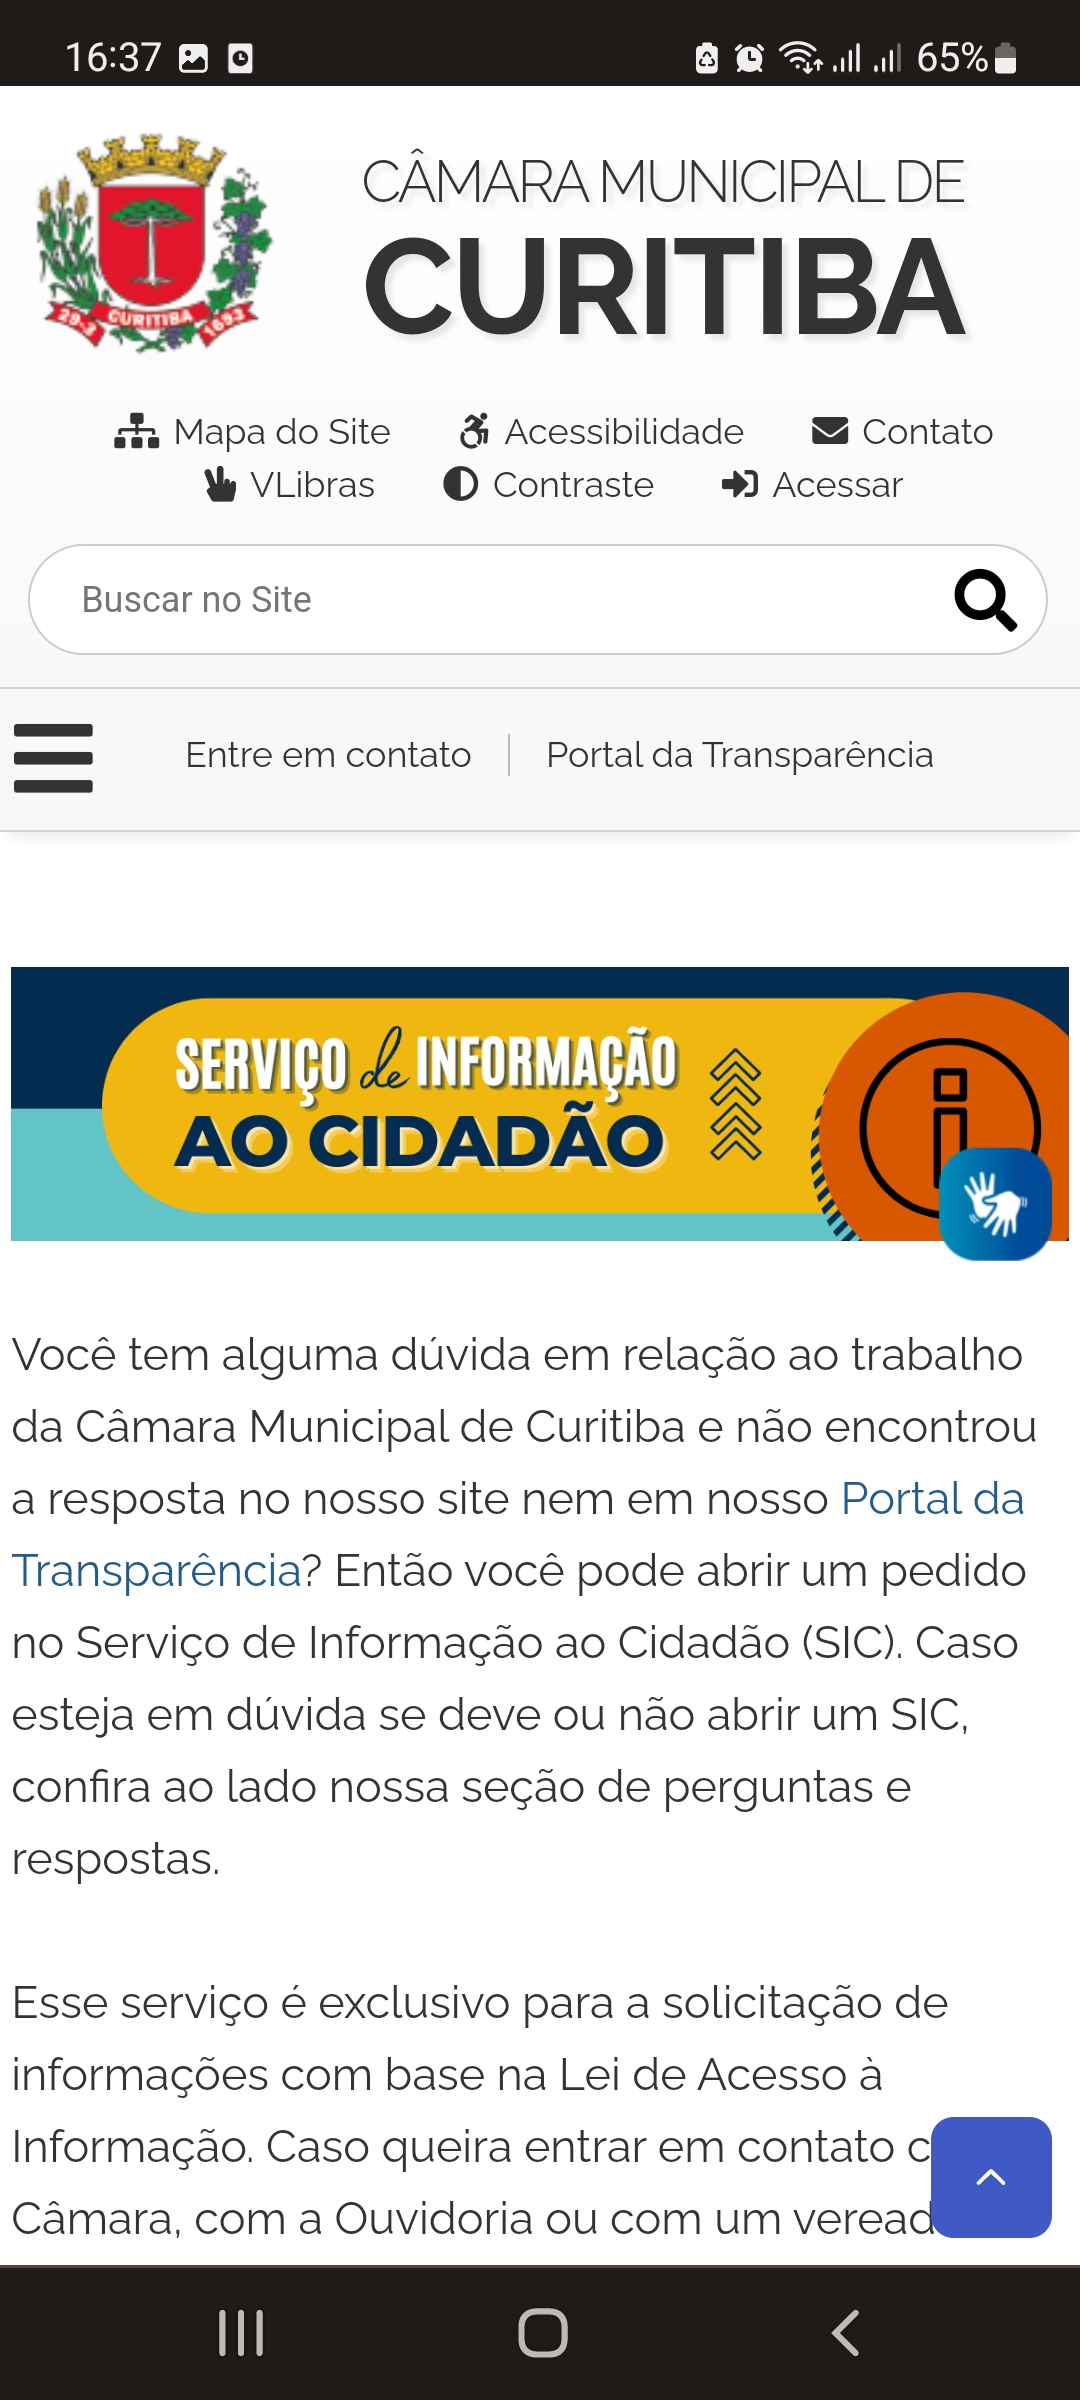 16:37
65%
29-3 CURITIBA 1693
CÂMARA MUNICIPAL DE
CURITIBA
Mapa do Site Acessibilidade Contato
VLibras Contraste Acessar
Buscar no Site
Entre em contato Portal da Transparência
SERVIÇO de INFORMAÇÃO
AO CIDADÃO
Você tem alguma dúvida em relação ao trabalho
da Câmara Municipal de Curitiba e não encontrou
a resposta no nosso site nem em nosso Portal da
Transparência? Então você pode abrir um pedido
no Serviço de Informação ao Cidadão (SIC). Caso
esteja em dúvida se deve ou não abrir um SIC,
confira ao lado nossa seção de perguntas e
respostas.
Esse serviço é exclusivo para a solicitação de
informações com base na Lei de Acesso à
Informação. Caso queira entrar em contato
Câmara, com a Ouvidoria ou com um